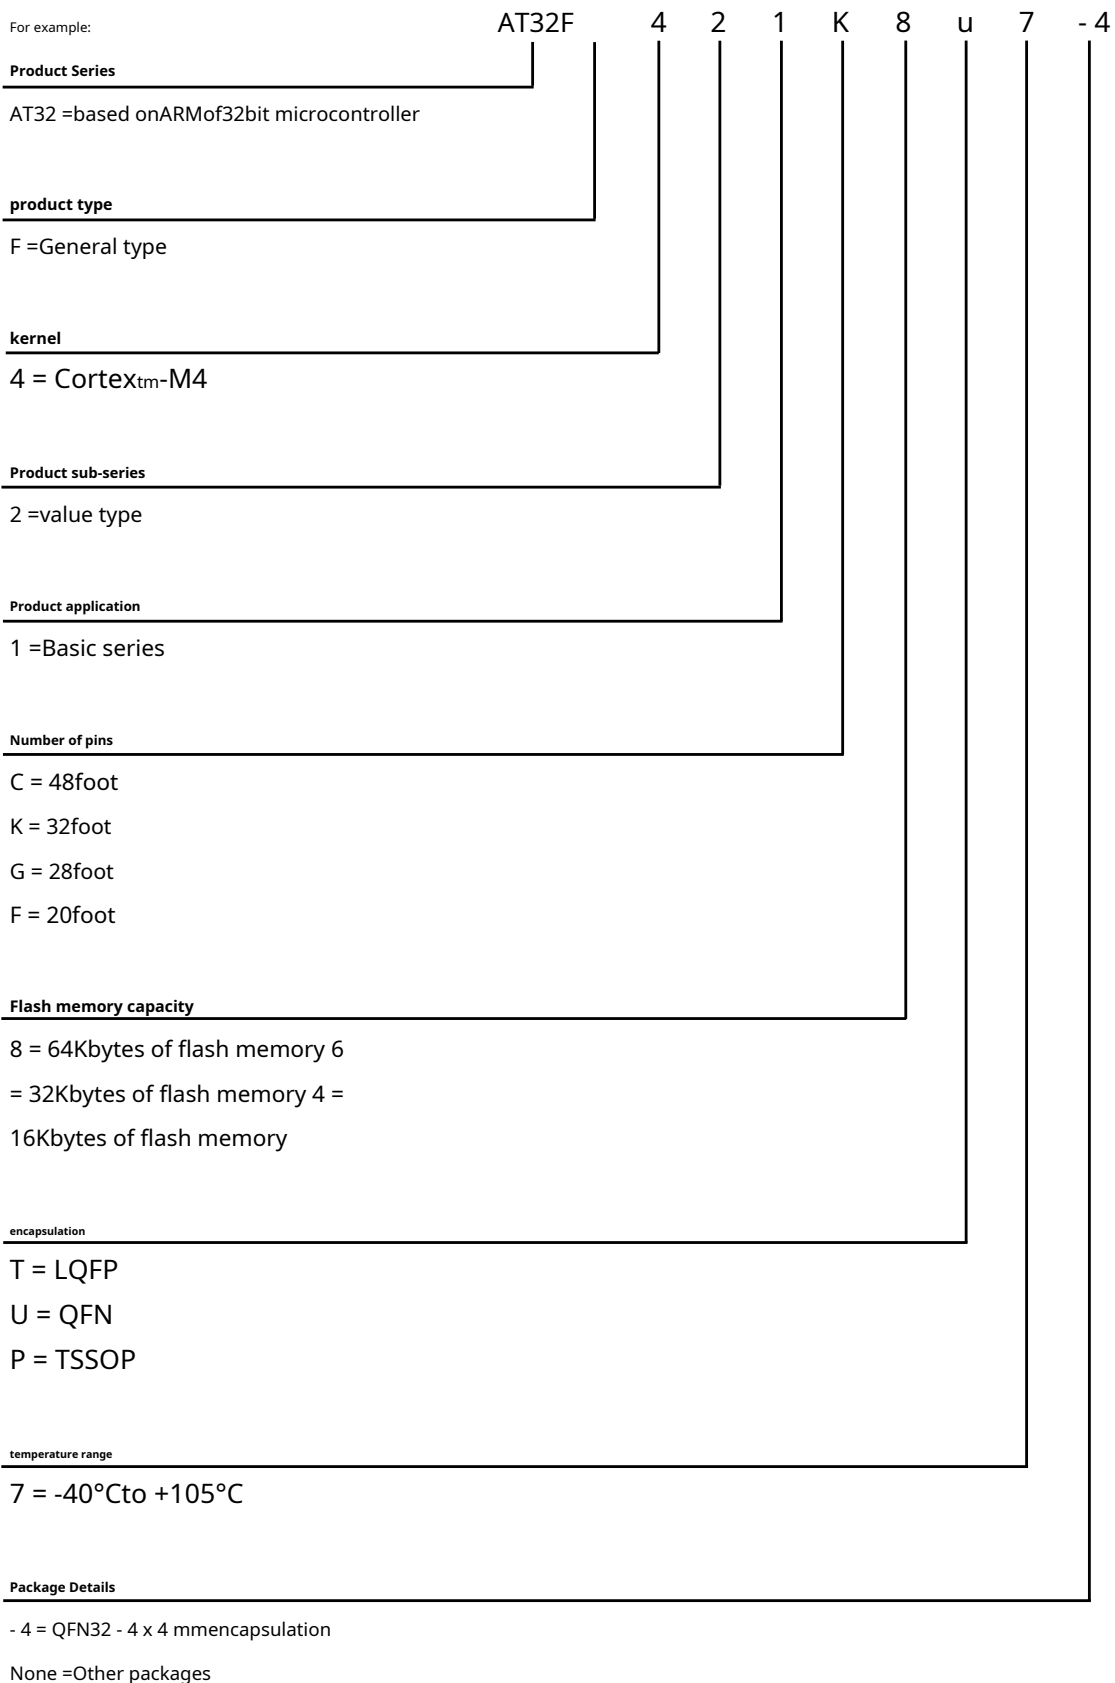 For example: AT32F 4 2 1 K 8 u 7 - 4
Product Series
AT32 =based onARMof32bit microcontroller
product type
F =General type
kernel
4 = Cortextm-M4
Product sub-series
2 =value type
Product application
1 =Basic series
Number of pins
C = 48foot
K = 32foot
G = 28foot
F = 20foot
Flash memory capacity
8 = 64Kbytes of flash memory 6
= 32Kbytes of flash memory 4 =
16Kbytes of flash memory
encapsulation
T = LQFP
U = QFN
P = TSSOP
temperature range
7 = -40°Cto +105°C
Package Details
- 4 = QFN32 - 4 x 4 mmencapsulation
None =Other packages